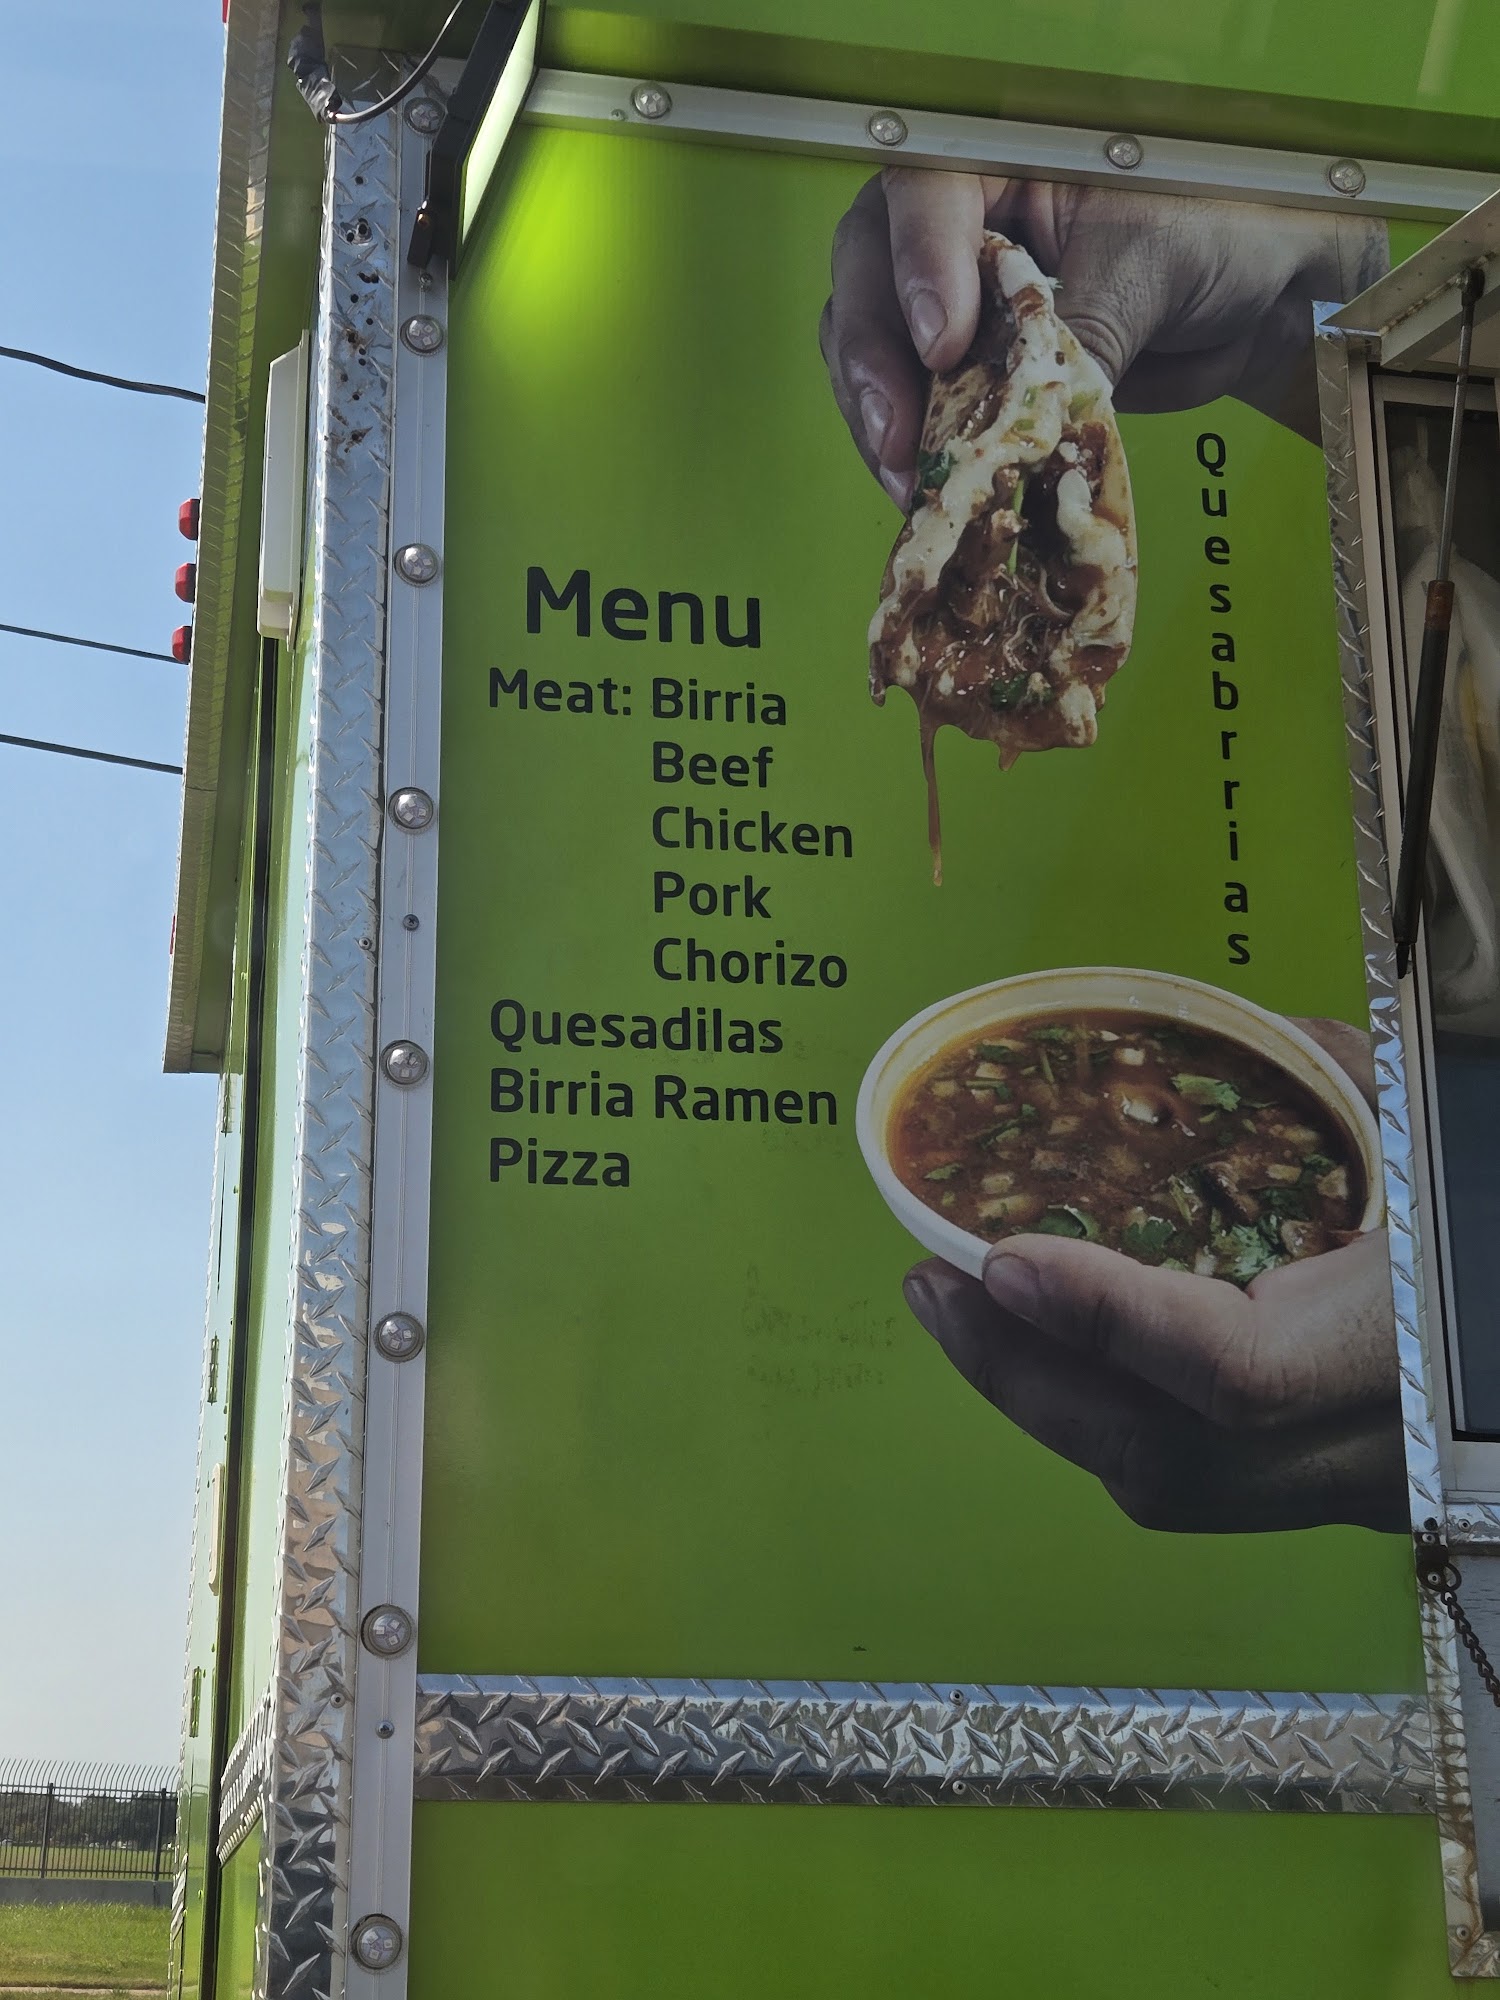 Menu
Meat: Birria
Beef
Chicken
Pork
Chorizo
Quesadilas
Birria Ramen
Pizza
Quesabrrias